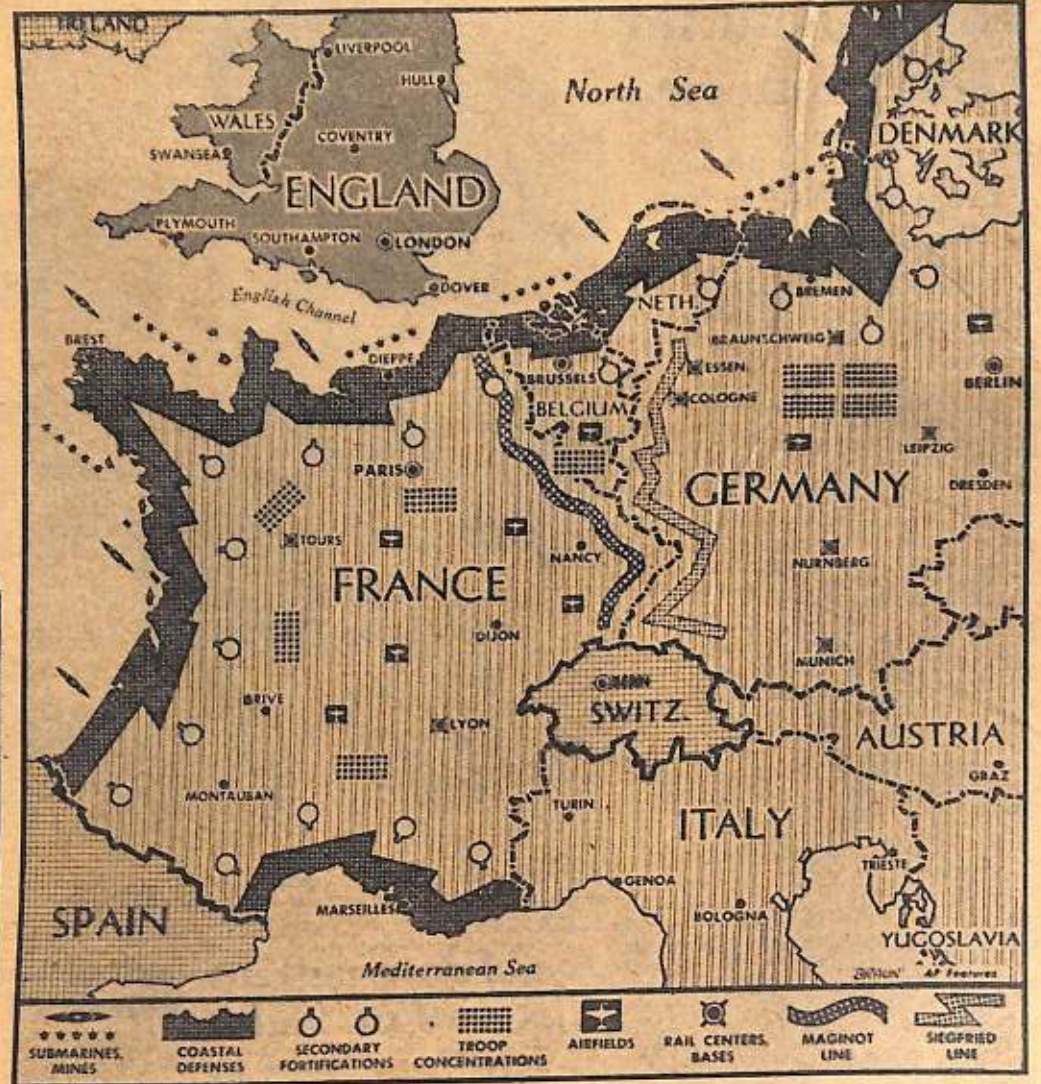 IRELAND
LIVERPOOL
HULL
North Sea
WALES
COVENTRY
DENMARK
SWANSEA
ENGLAND
PLYMOUTH
SOUTHAMPTON
LONDON
DOVER
English Channel
NETH.
BREMEN
BREST
DIEPPE
BRAUNSCHWEIG
BRUSSELS
ESSEN
BERLIN
COLOGNE
BELGIUM
LEIPZIG
PARIS
GERMANY
DRESDEN
TOURS
NANCY
NURNBERG
FRANCE
DIJON
MUNICH
BRIVE
SWITZ.
LYON
AUSTRIA
GRAZ
MONTAUBAN
TURIN
ITALY
TRIESTE
GENOA
MARSEILLES
BOLOGNA
SPAIN
YUGOSLAVIA
Mediterranean Sea
BRAUN
AP Features
SUBMARINES,
MINES
COASTAL
DEFENSES
SECONDARY
FORTIFICATIONS
TROOP
CONCENTRATIONS
AIRFIELDS
RAIL CENTERS,
BASES
MAGINOT
LINE
SIEGFRIED
LINE